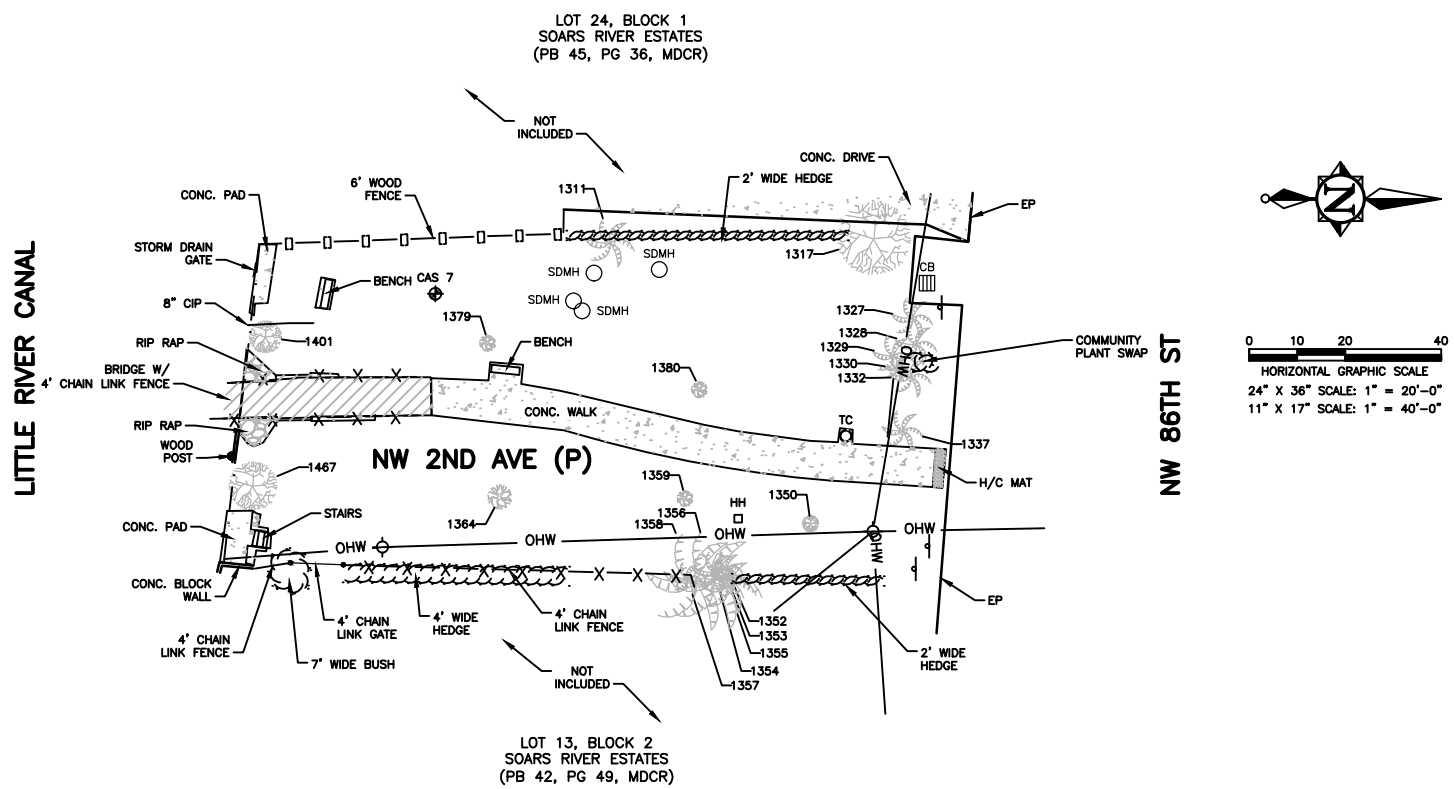 LOT 24, BLOCK 1
SOARS RIVER ESTATES
(PB 45, PG 36, MDCR)
NOT
INCLUDED
CONC. DRIVE
2' WIDE HEDGE
6' WOOD
FENCE
1311
CONC. PAD
EP
N
STORM DRAIN
GATE
SDMH
SDMH
1317
BENCH
CAS 7
CB
SDMH
SDMH
8" CIP
1379
1327
1328
1329
1330
1332
OHW
COMMUNITY
PLANT SWAP
1401
RIP RAP
BENCH
BRIDGE W/
4' CHAIN LINK FENCE
1380
0
10
20
40
HORIZONTAL GRAPHIC SCALE
24" X 36" SCALE: 1" = 20'-0"
11" X 17" SCALE: 1" = 40'-0"
LITTLE RIVER CANAL
NW 86TH ST
CONC. WALK
TC
1337
RIP RAP
WOOD
POST
NW 2ND AVE (P)
1467
H/C MAT
1359
1350
1356
1358
HH
1364
STAIRS
CONC. PAD
OHW
OHW
OHW
OHW
OHW
CONC. BLOCK
WALL
4' CHAIN
LINK FENCE
7' WIDE BUSH
4' CHAIN
LINK GATE
4' WIDE
HEDGE
4' CHAIN
LINK FENCE
1352
1353
1355
1354
1357
EP
2' WIDE
HEDGE
NOT
INCLUDED
LOT 13, BLOCK 2
SOARS RIVER ESTATES
(PB 42, PG 49, MDCR)